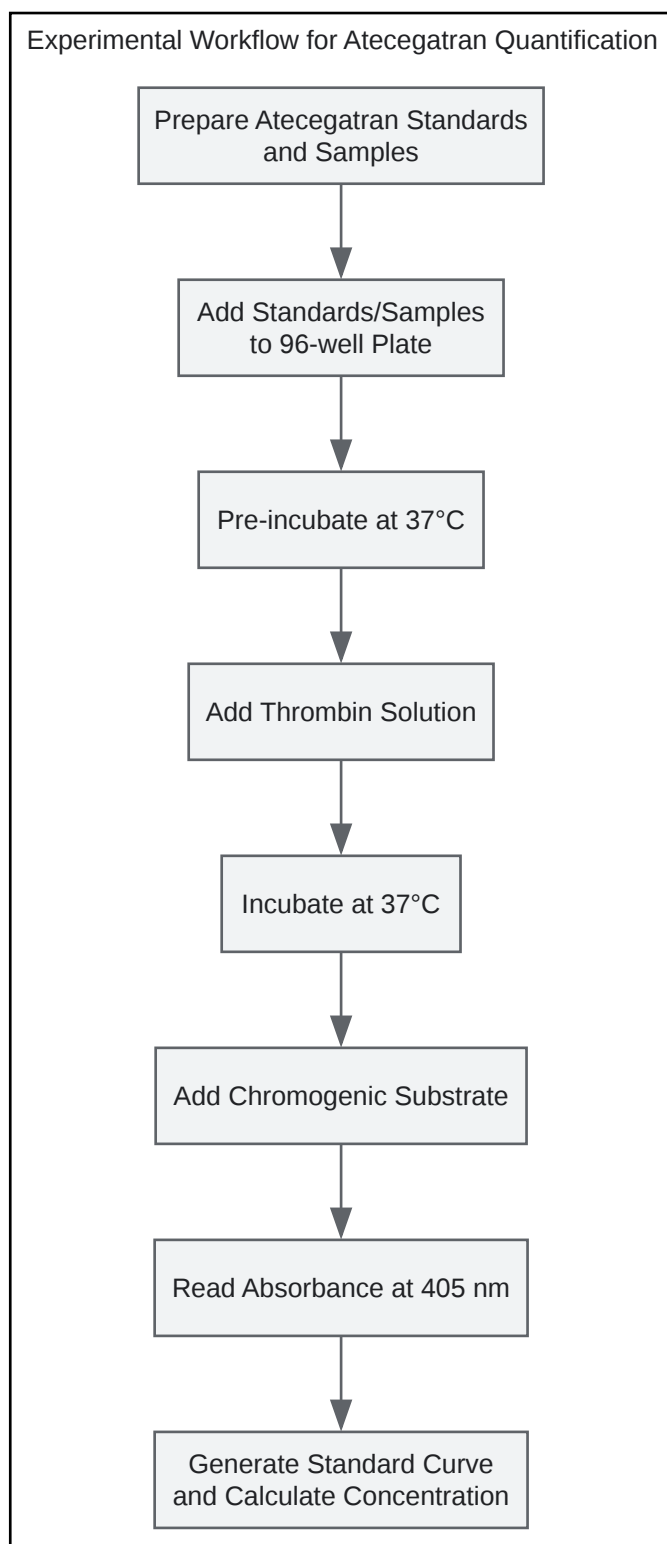 Experimental Workflow for Atecegatran Quantification
Prepare Atecegatran Standards
and Samples
Add Standards/Samples
to 96-well Plate
Pre-incubate at 37°C
Add Thrombin Solution
Incubate at 37°C
Add Chromogenic Substrate
Read Absorbance at 405 nm
Generate Standard Curve
and Calculate Concentration